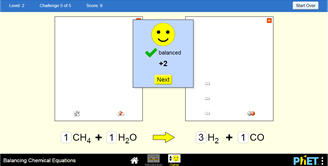 Level: 2 Challenge 5 of 5 Score: 8 Start Over
balanced
+2
Next
1 CH4 + 1 H2O → 3 H2 + 1 CO
Balancing Chemical Equations PhET